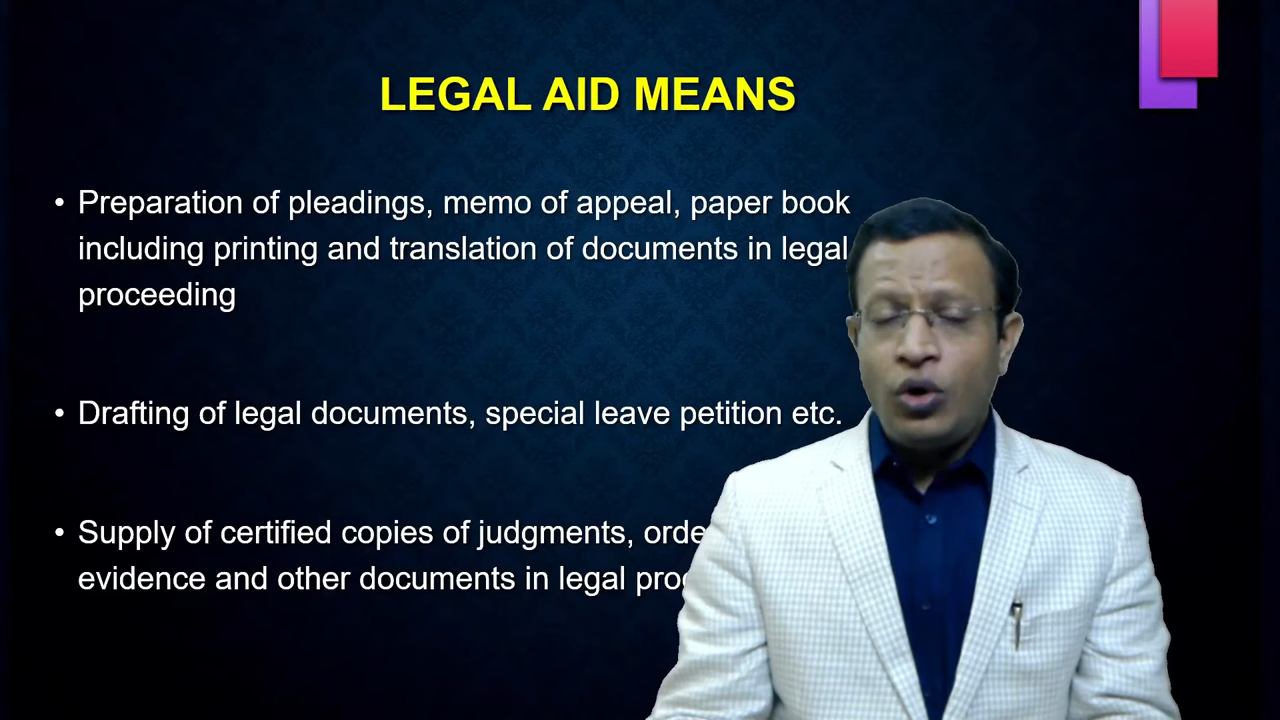 LEGAL AID MEANS
• Preparation of pleadings, memo of appeal, paper book
including printing and translation of documents in legal
proceeding
• Drafting of legal documents, special leave petition etc.
• Supply of certified copies of judgments,
evidence and other documents in legal